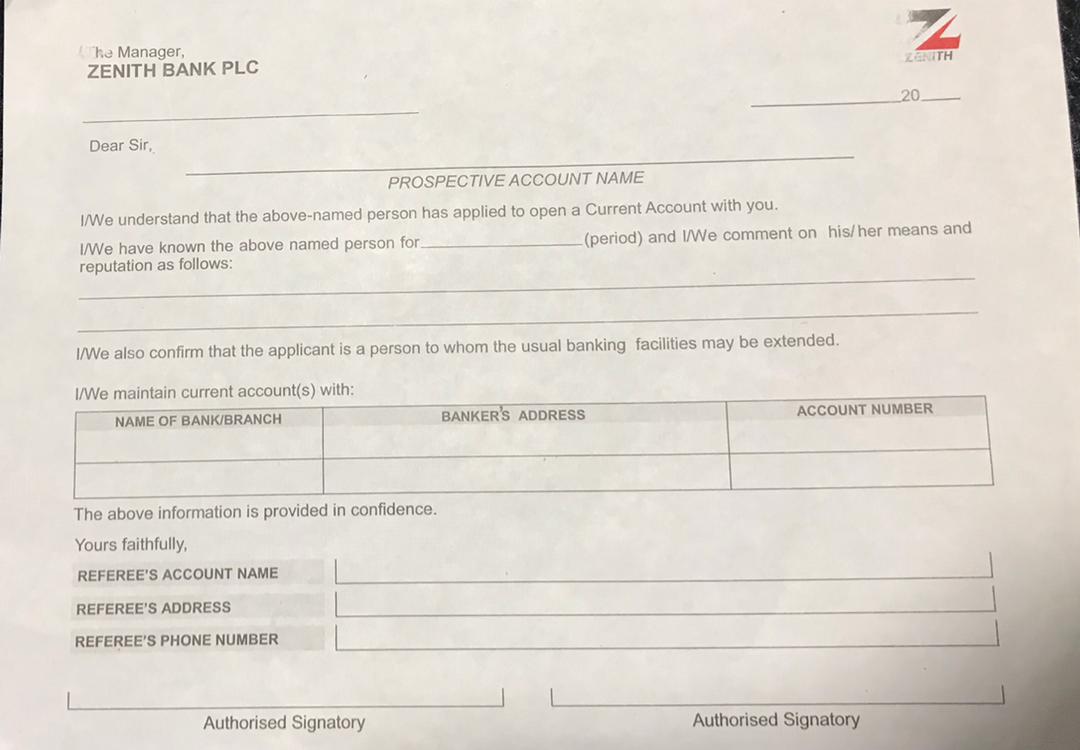 The Manager,
ZENITH BANK PLC
ZENITH
20
Dear Sir,
PROSPECTIVE ACCOUNT NAME
I/We understand that the above-named person has applied to open a Current Account with you.
I/We have known the above named person for (period) and I/We comment on his/her means and
reputation as follows:
I/We also confirm that the applicant is a person to whom the usual banking facilities may be extended.
I/We maintain current account(s) with:
NAME OF BANK/BRANCH BANKER'S ADDRESS ACCOUNT NUMBER
The above information is provided in confidence.
Yours faithfully,
REFEREE'S ACCOUNT NAME
REFEREE'S ADDRESS
REFEREE'S PHONE NUMBER
Authorised Signatory Authorised Signatory